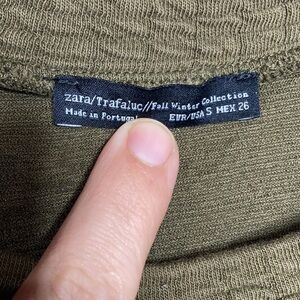 zara/Trafaluc//Fall Winter Collection
Made in Portugal EUR/USA S MEX 26